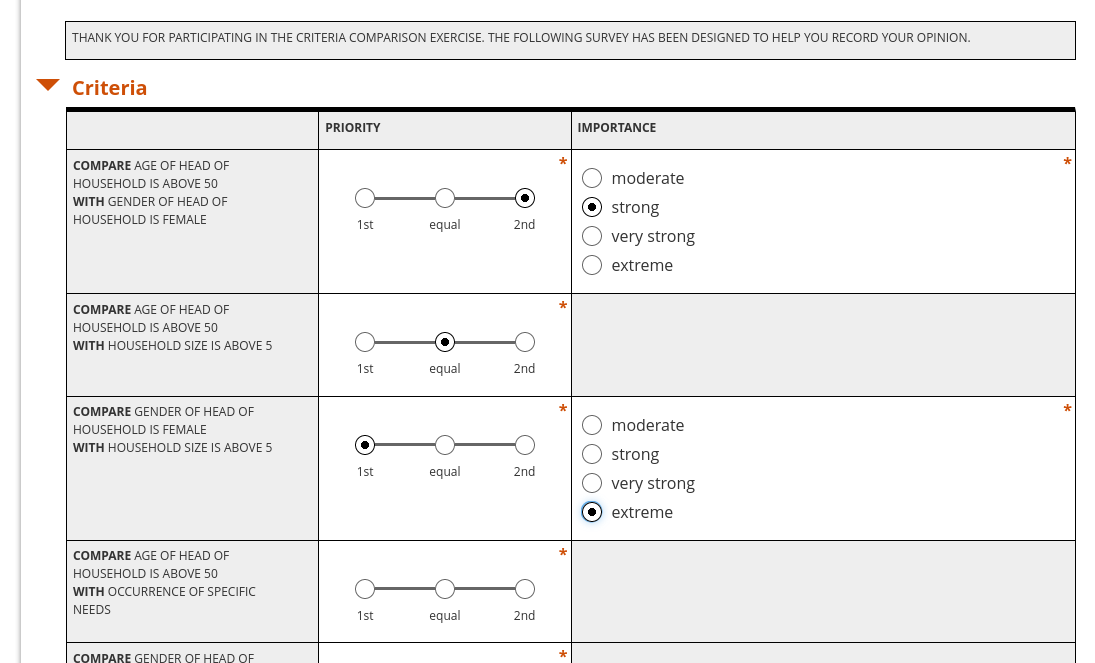 THANK YOU FOR PARTICIPATING IN THE CRITERIA COMPARISON EXERCISE. THE FOLLOWING SURVEY HAS BEEN DESIGNED TO HELP YOU RECORD YOUR OPINION.
Criteria
PRIORITY
IMPORTANCE
COMPARE AGE OF HEAD OF
HOUSEHOLD IS ABOVE 50
WITH GENDER OF HEAD OF
HOUSEHOLD IS FEMALE
*
1st equal 2nd
*
moderate
strong
very strong
extreme
COMPARE AGE OF HEAD OF
HOUSEHOLD IS ABOVE 50
WITH HOUSEHOLD SIZE IS ABOVE 5
*
1st equal 2nd
COMPARE GENDER OF HEAD OF
HOUSEHOLD IS FEMALE
WITH HOUSEHOLD SIZE IS ABOVE 5
*
1st equal 2nd
*
moderate
strong
very strong
extreme
COMPARE AGE OF HEAD OF
HOUSEHOLD IS ABOVE 50
WITH OCCURRENCE OF SPECIFIC
NEEDS
*
1st equal 2nd
COMPARE GENDER OF HEAD OF
*